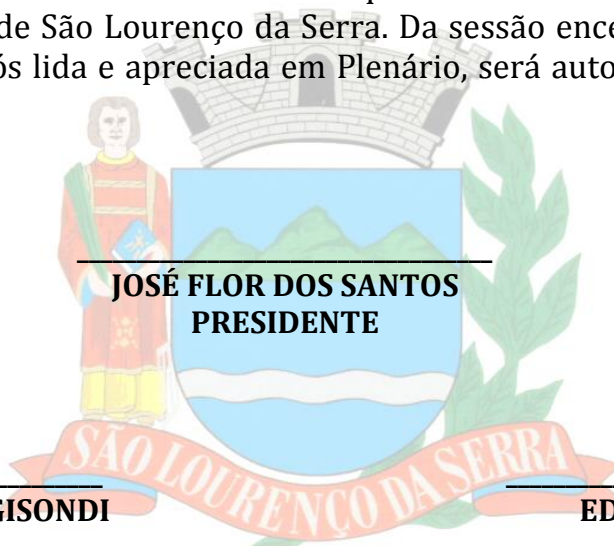 de São Lourenço da Serra. Da sessão ence
ós lida e apreciada em Plenário, será auto
JOSÉ FLOR DOS SANTOS
PRESIDENTE
SÃO LOURENÇO DA SERRA
GISONDI ED